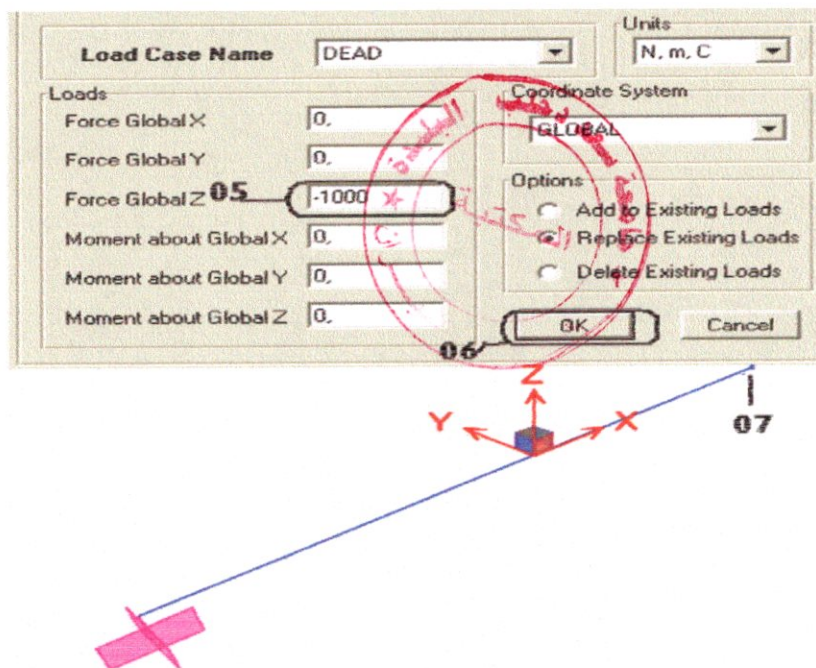 Units
Load Case Name DEAD N, m, C
Loads
Coordinate System
Force Global X 0,
GLOBAL
Force Global Y 0,
Force Global Z 05 -1000
Options
Add to Existing Loads
Moment about Global X 0,
Replace Existing Loads
Moment about Global Y 0,
Delete Existing Loads
Moment about Global Z 0,
OK Cancel
06
Z
Y X
07
المكتبة
البليدة